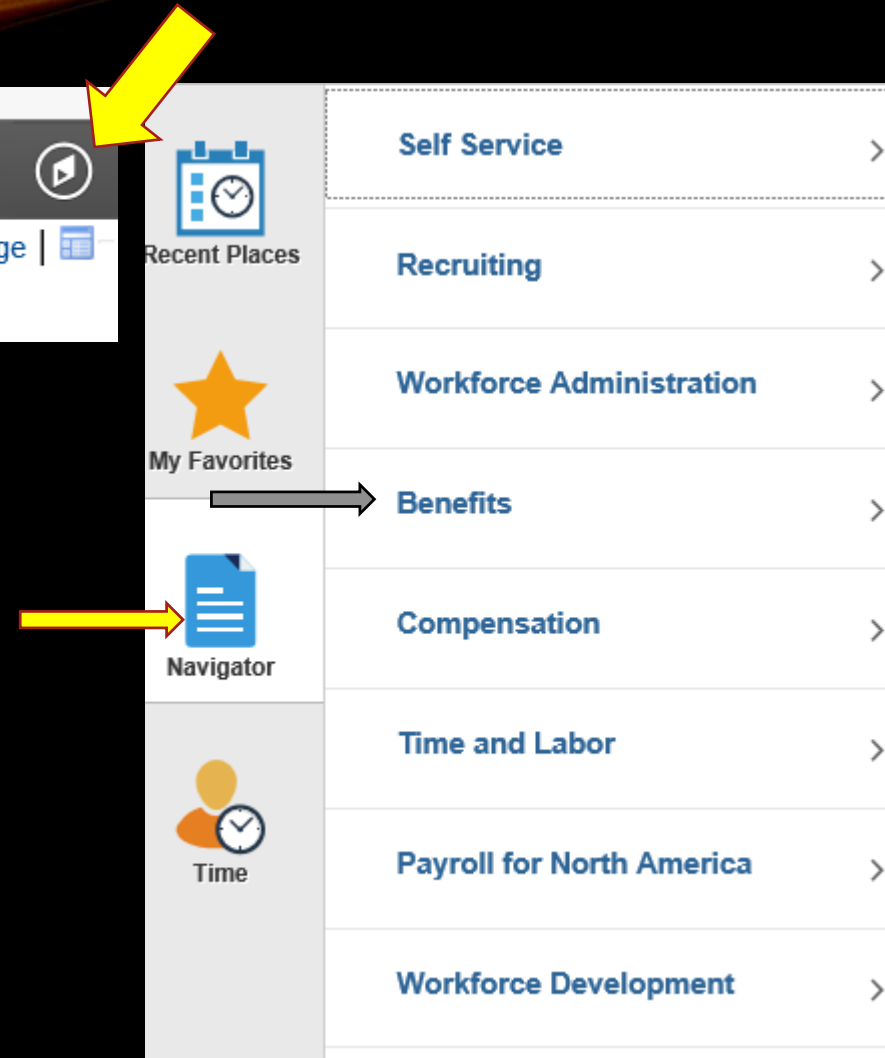 ge |
Recent Places
My Favorites
Navigator
Time
Self Service
Recruiting
Workforce Administration
Benefits
Compensation
Time and Labor
Payroll for North America
Workforce Development